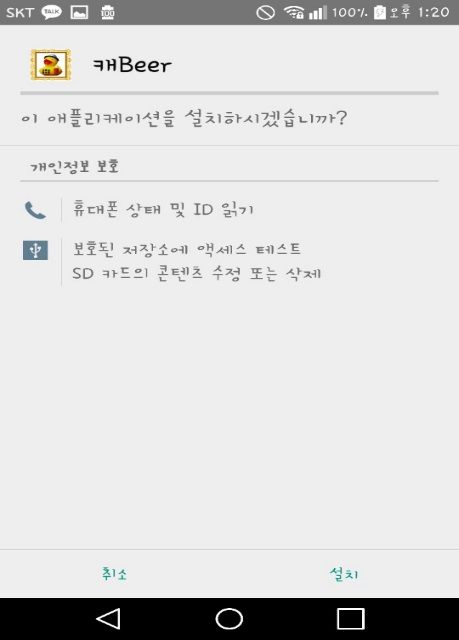 SKT TALK 100 100% 오후 1:20
캐Beer
이 애플리케이션을 설치하시겠습니까?
개인정보 보호
휴대폰 상태 및 ID 읽기
보호된 저장소에 액세스 테스트
SD 카드의 콘텐츠 수정 또는 삭제
취소 설치